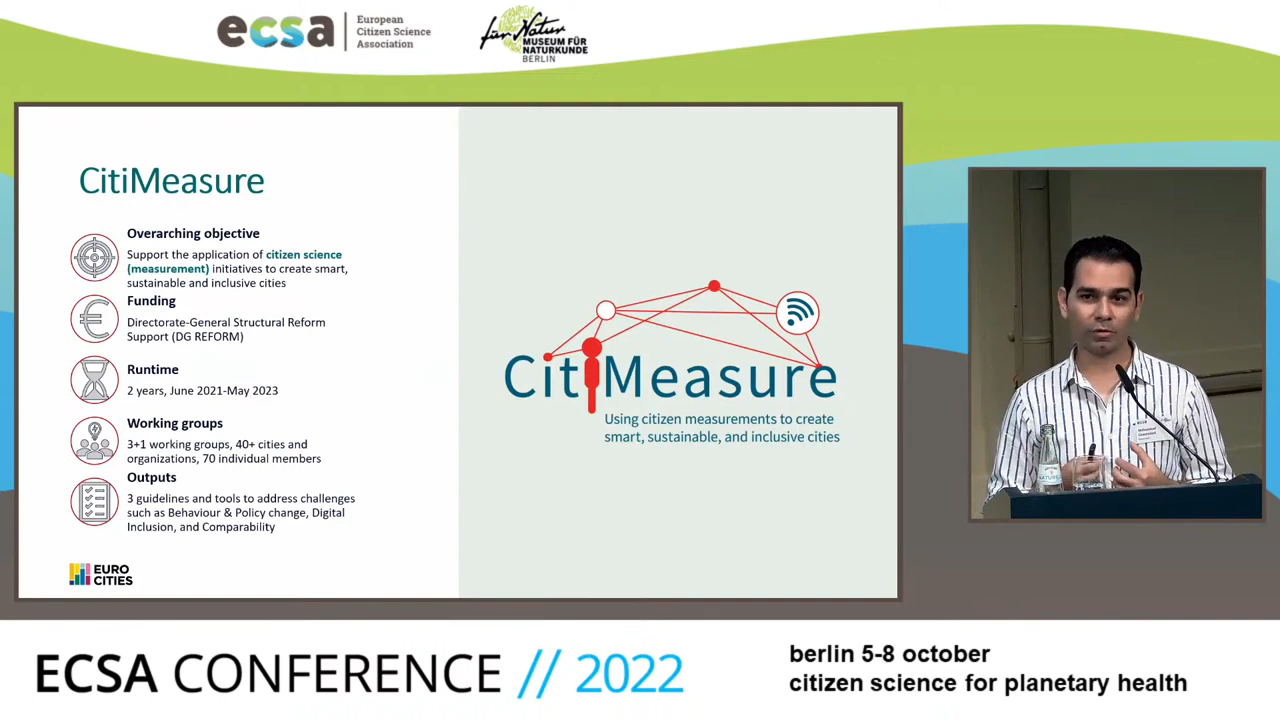 ecsa
European
Citizen Science
Association
für Natur
MUSEUM FÜR
NATURKUNDE
BERLIN
CitiMeasure
Overarching objective
Support the application of citizen science
(measurement) initiatives to create smart,
sustainable and inclusive cities
Funding
Directorate-General Structural Reform
Support (DG REFORM)
Runtime
2 years, June 2021-May 2023
Working groups
3+1 working groups, 40+ cities and
organizations, 70 individual members
Outputs
3 guidelines and tools to address challenges
such as Behaviour & Policy change, Digital
Inclusion, and Comparability
EURO
CITIES
CitiMeasure
Using citizen measurements to create
smart, sustainable, and inclusive cities
ECSA CONFERENCE // 2022
berlin 5-8 october
citizen science for planetary health